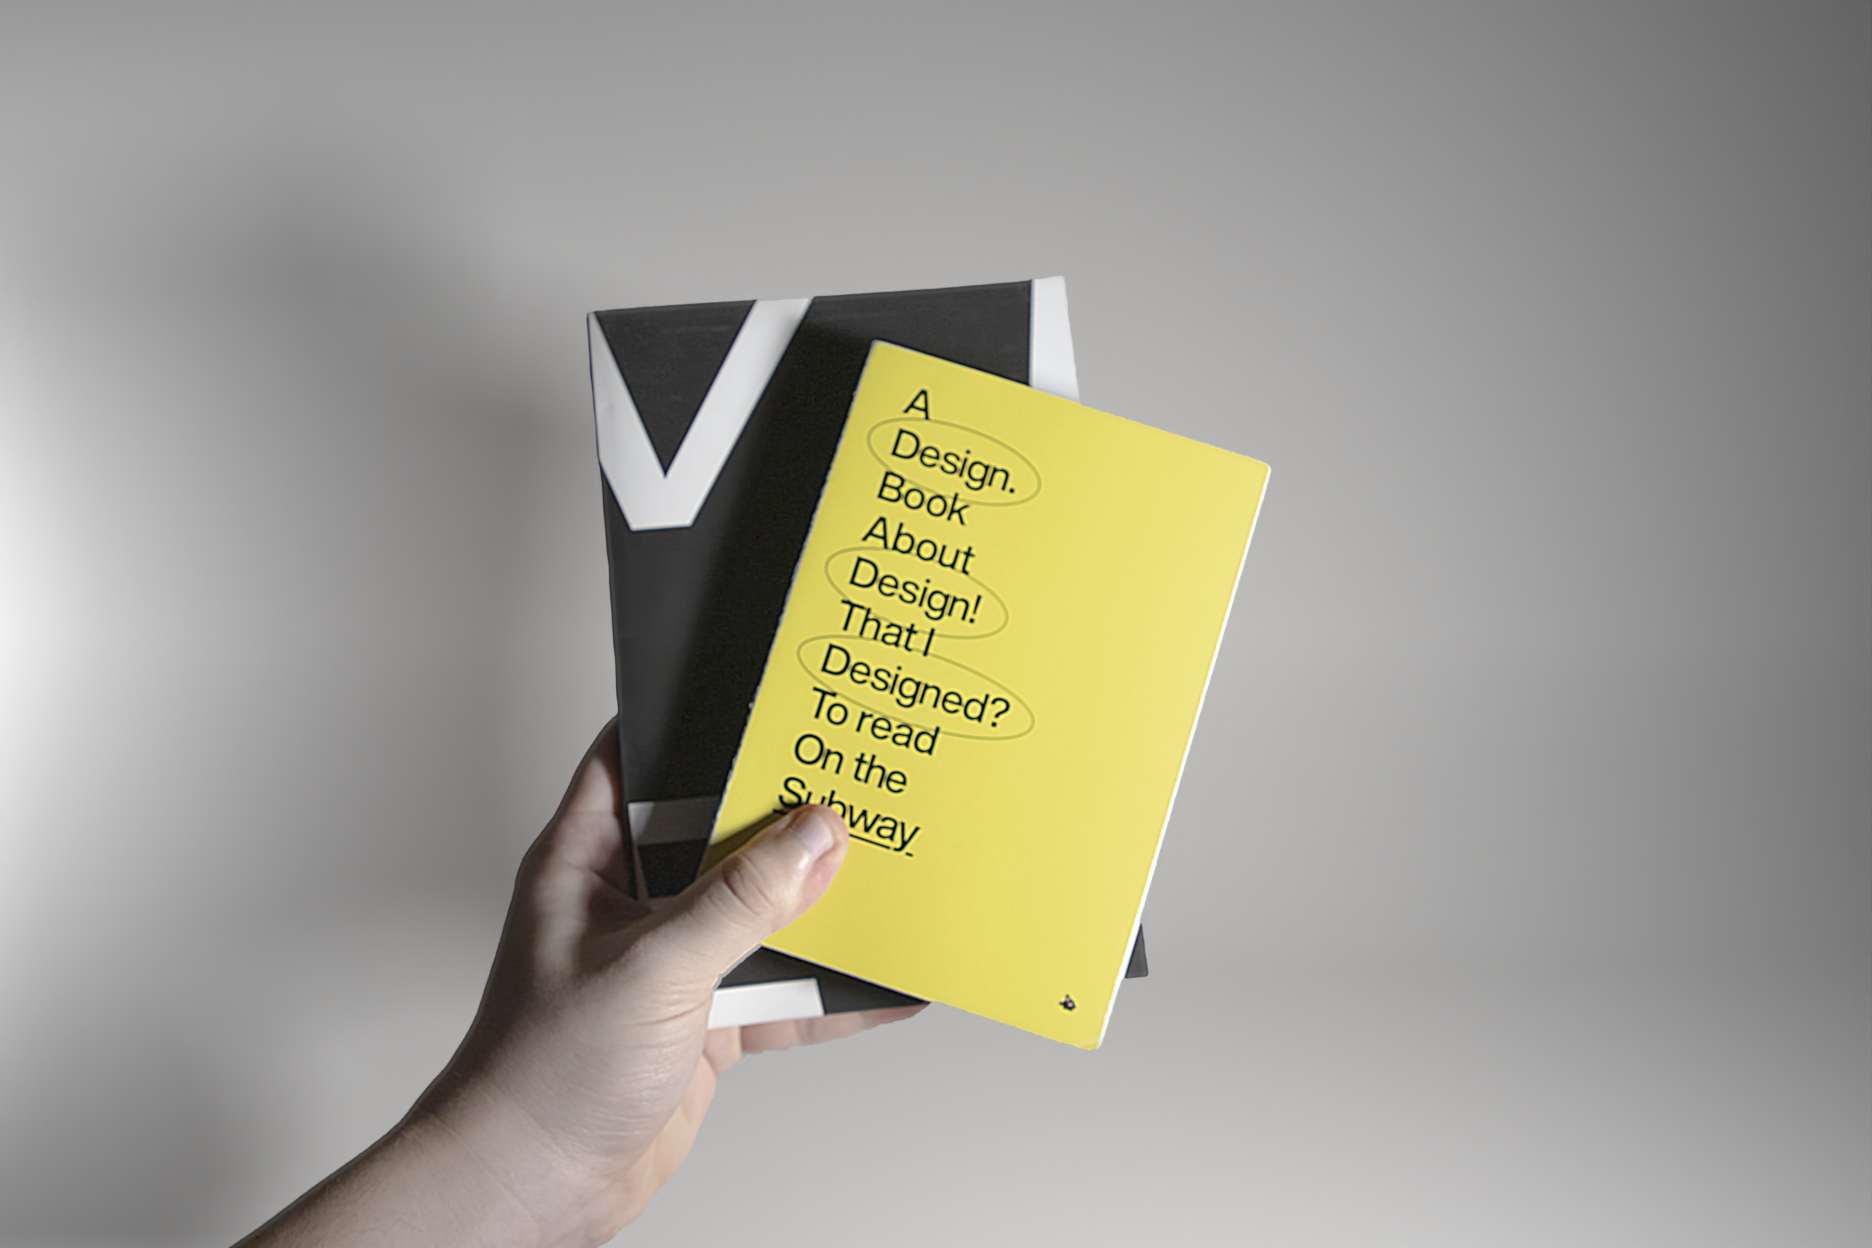 V
A
Design.
Book
About
Design!
That I
Designed?
To read
On the
Subway